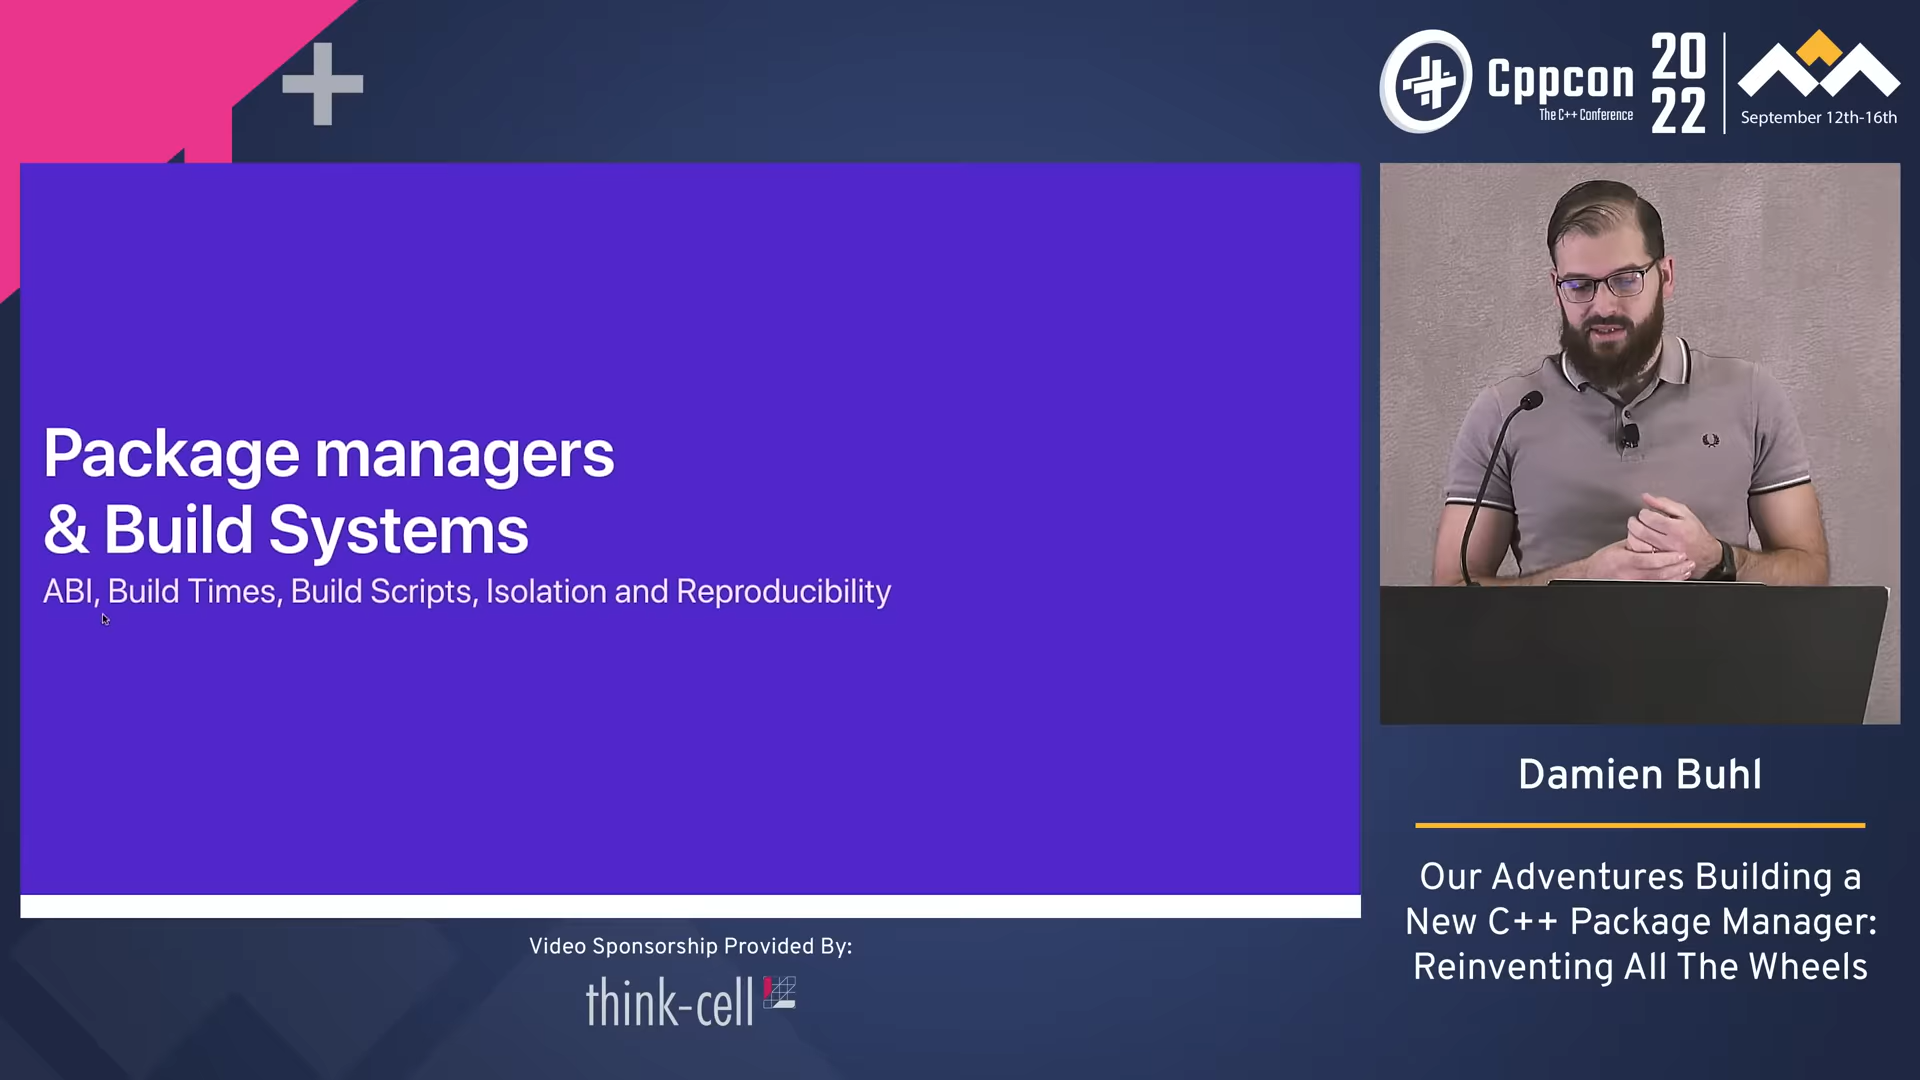 Cppcon
The C++ Conference
20
22
September 12th-16th
Package managers
& Build Systems
ABI, Build Times, Build Scripts, Isolation and Reproducibility
Damien Buhl
Our Adventures Building a
New C++ Package Manager:
Reinventing All The Wheels
Video Sponsorship Provided By:
think-cell